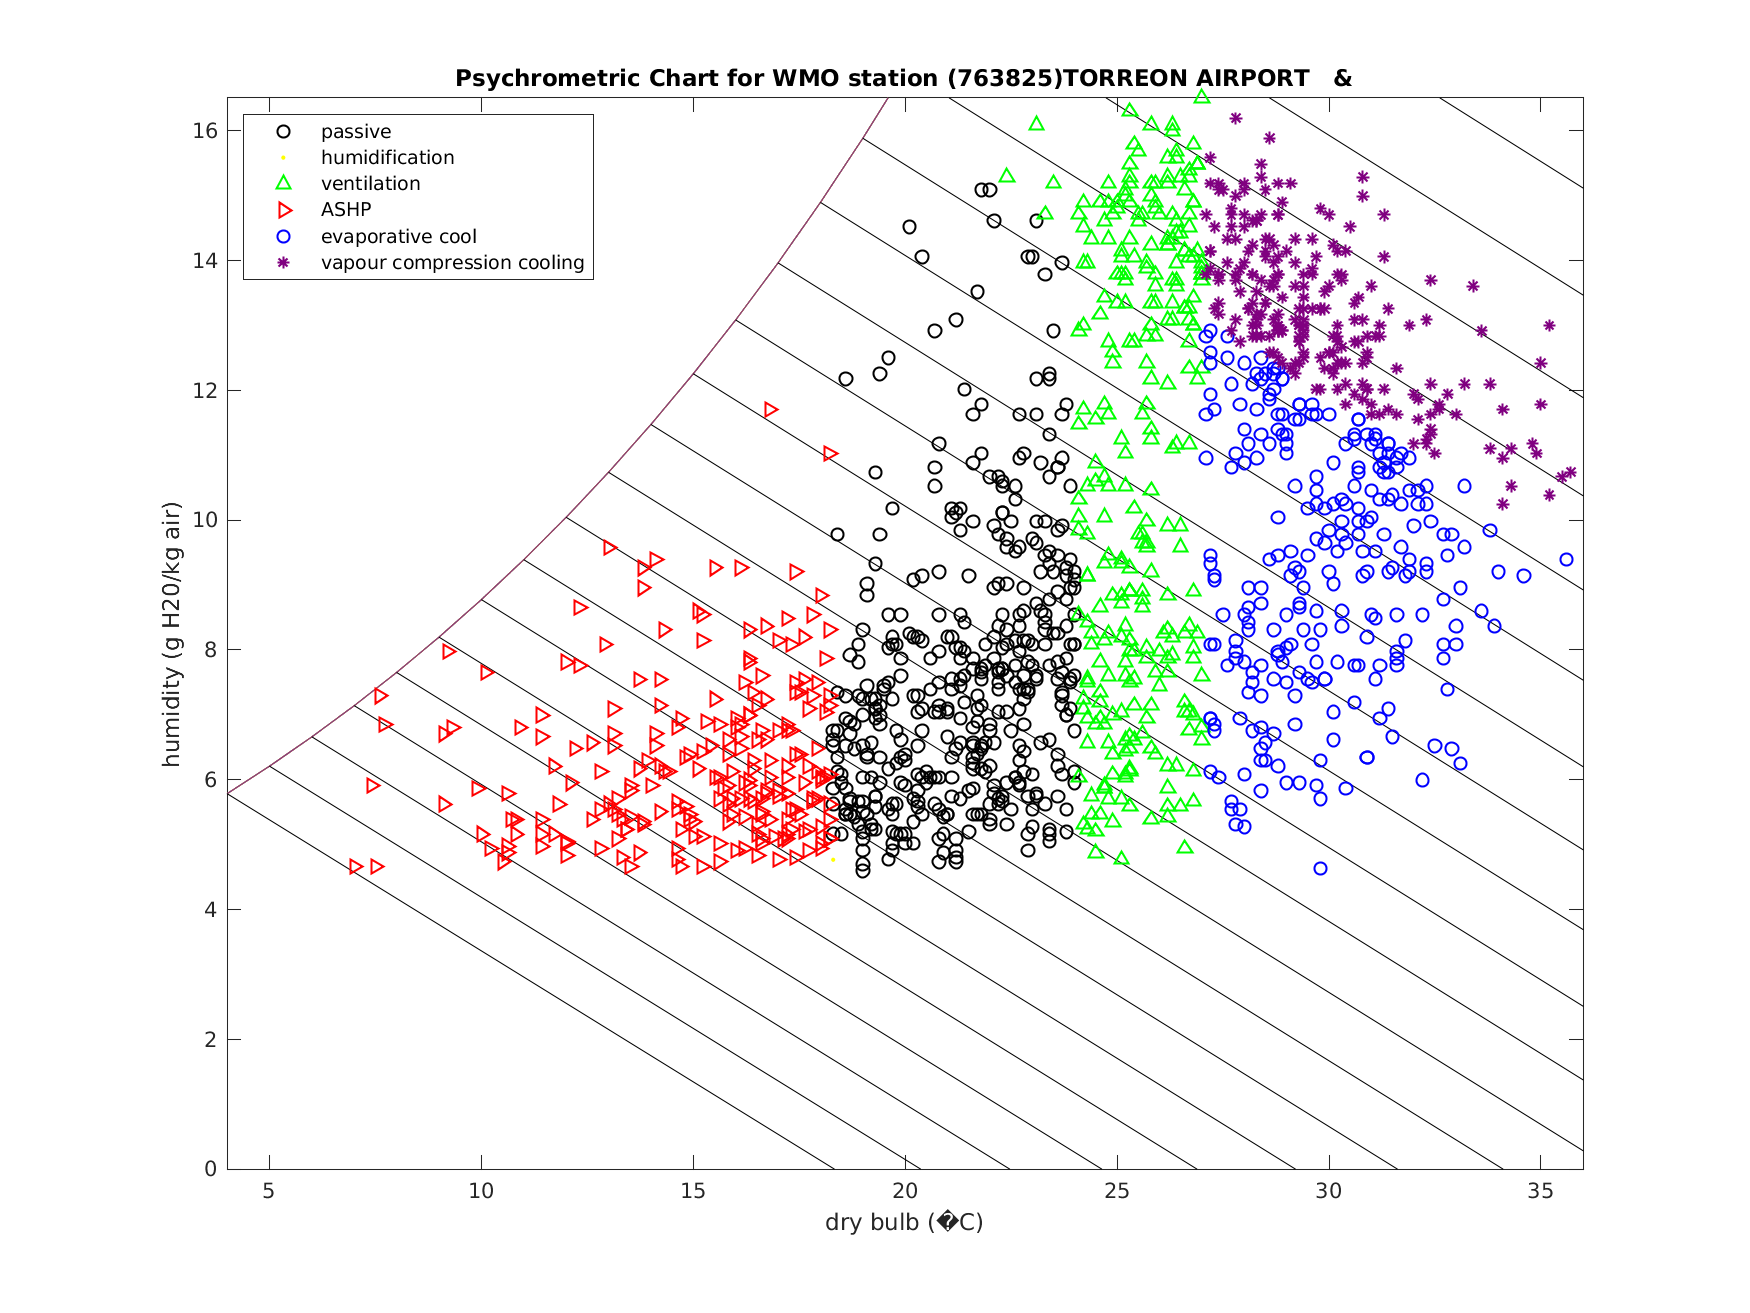 Psychrometric Chart for WMO station (763825)TORREON AIRPORT &
passive
humidification
ventilation
ASHP
evaporative cool
vapour compression cooling
humidity (g H20/kg air)
16
14
12
10
8
6
4
2
0
5 10 15 20 25 30 35
dry bulb (�C)